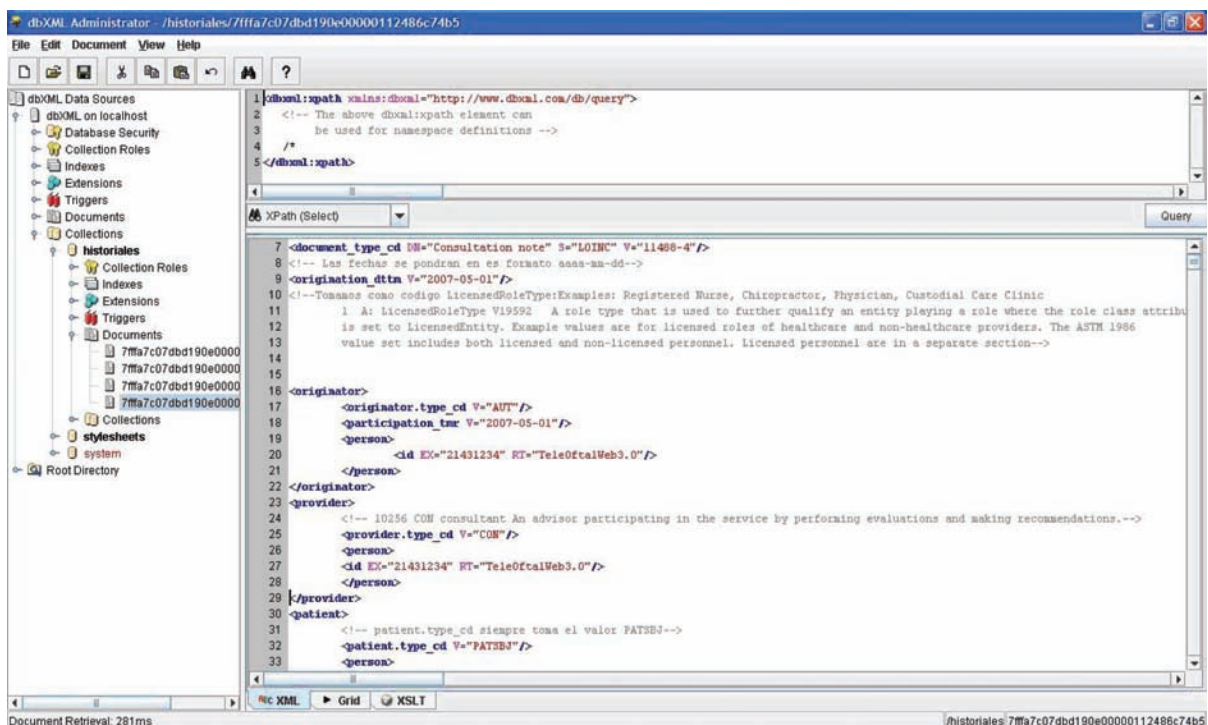 dbXML Administrator - /historiales/7fffa7c07dbd190e00000112486c74b5
File Edit Document View Help
dbXML Data Sources
dbXML on localhost
Database Security
Collection Roles
Indexes
Extensions
Triggers
Documents
Collections
historiales
Collection Roles
Indexes
Extensions
Triggers
Documents
7fffa7c07dbd190e0000
7fffa7c07dbd190e0000
7fffa7c07dbd190e0000
7fffa7c07dbd190e0000
Collections
stylesheets
system
Root Directory
1 <dbxml:xpath xmlns:dbxml="http://www.dbxml.com/db/query">
2 <!-- The above dbxml:xpath element can
3 be used for namespace definitions -->
4 /*
5 </dbxml:xpath>
XPath (Select)
Query
7 <document_type_cd DN="Consultation note" S="LOINC" V="11488-4"/>
8 <!-- Las fechas se pondran en es formato aaaa-mm-dd-->
9 <origination_dttm V="2007-05-01"/>
10 <!--Tomamos como codigo LicensedRoleType:Examples: Registered Nurse, Chiropractor, Physician, Custodial Care Clinic
11 1 A: LicensedRoleType V19592 A role type that is used to further qualify an entity playing a role where the role class attribu
12 is set to LicensedEntity. Example values are for licensed roles of healthcare and non-healthcare providers. The ASTM 1986
13 value set includes both licensed and non-licensed personnel. Licensed personnel are in a separate section-->
14
15
16 <originator>
17 <originator.type_cd V="AUT"/>
18 <participation_tmr V="2007-05-01"/>
19 <person>
20 <id EX="21431234" RT="TeleOftalWeb3.0"/>
21 </person>
22 </originator>
23 <provider>
24 <!-- 10256 CON consultant An advisor participating in the service by performing evaluations and making recommendations.-->
25 <provider.type_cd V="CON"/>
26 <person>
27 <id EX="21431234" RT="TeleOftalWeb3.0"/>
28 </person>
29 </provider>
30 <patient>
31 <!-- patient.type_cd siempre toma el valor PATSBJ-->
32 <patient.type_cd V="PATSBJ"/>
33 <person>
XML Grid XSLT
Document Retrieval: 281ms
/historiales 7fffa7c07dbd190e00000112486c74b5